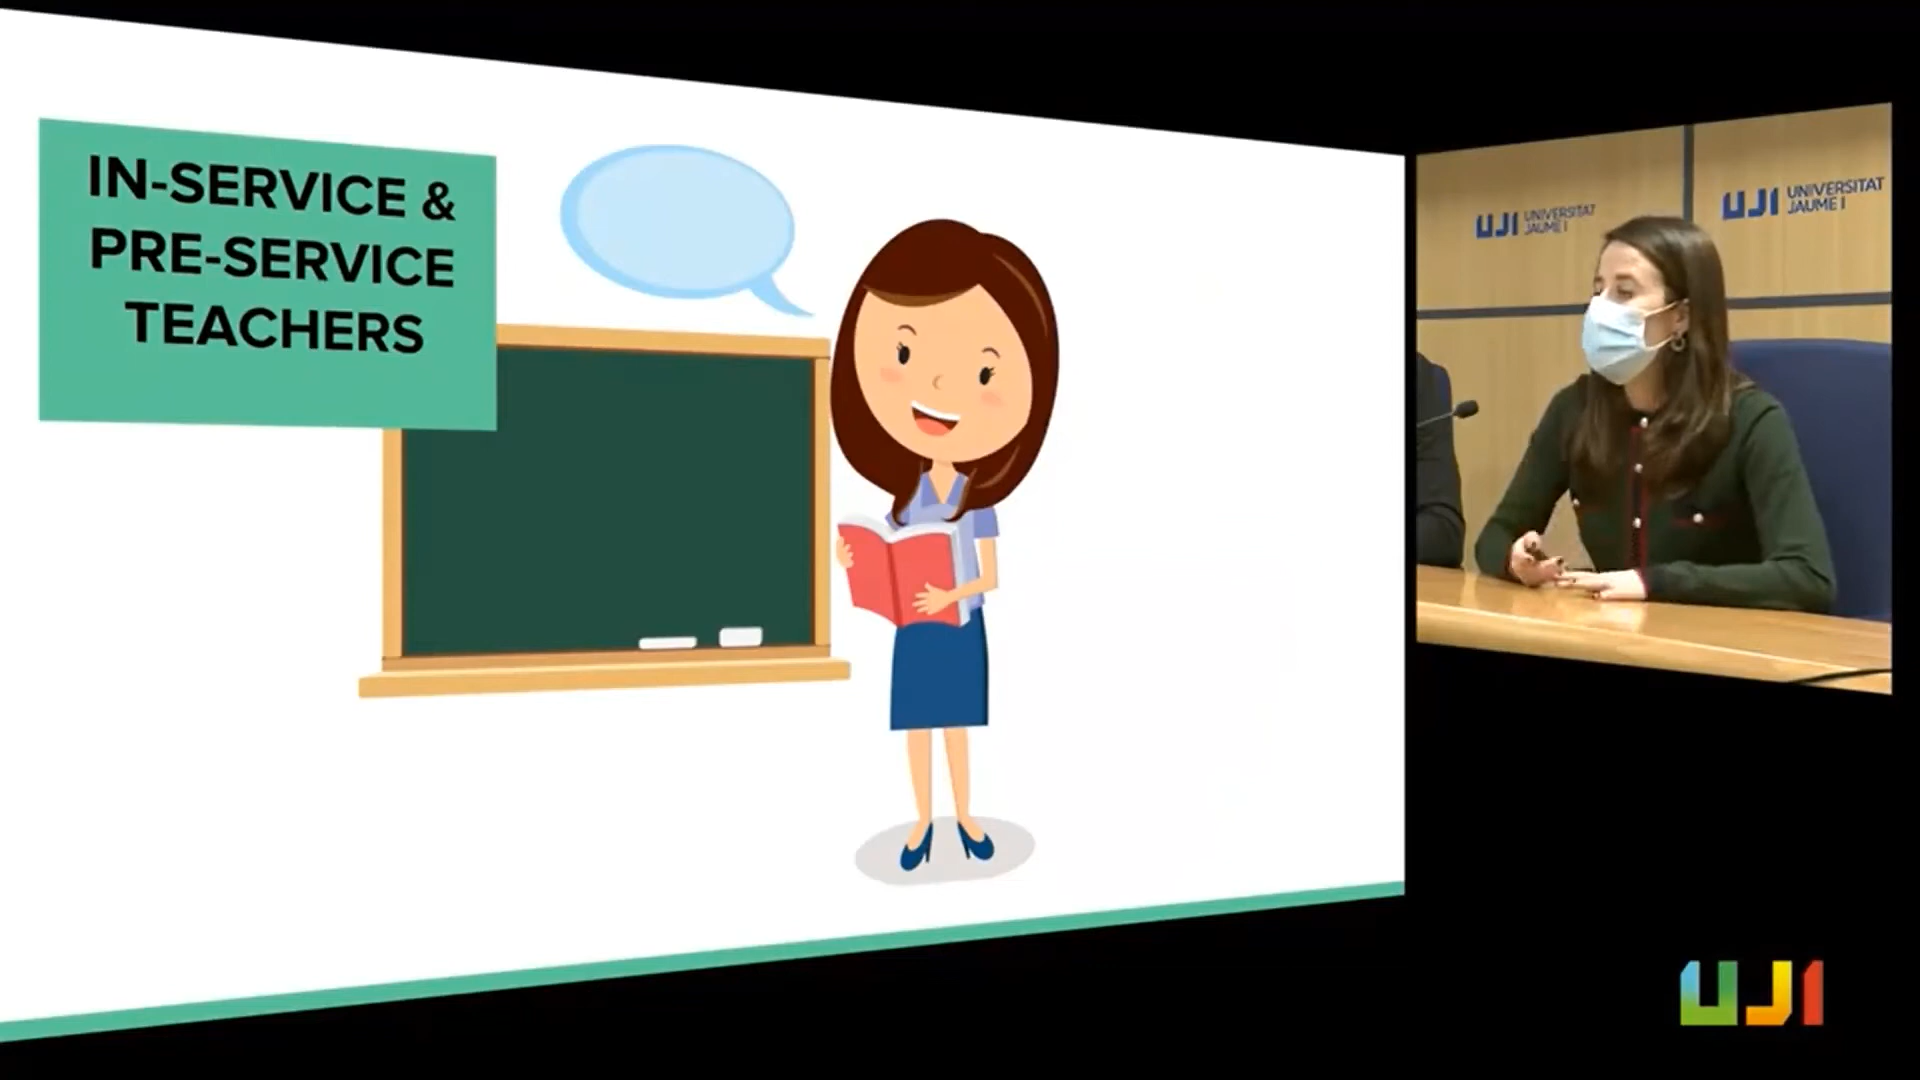 IN-SERVICE &
PRE-SERVICE
TEACHERS
UJI UNIVERSITAT
JAUME I
UJI UNIVERSITAT
JAUME I
UJI